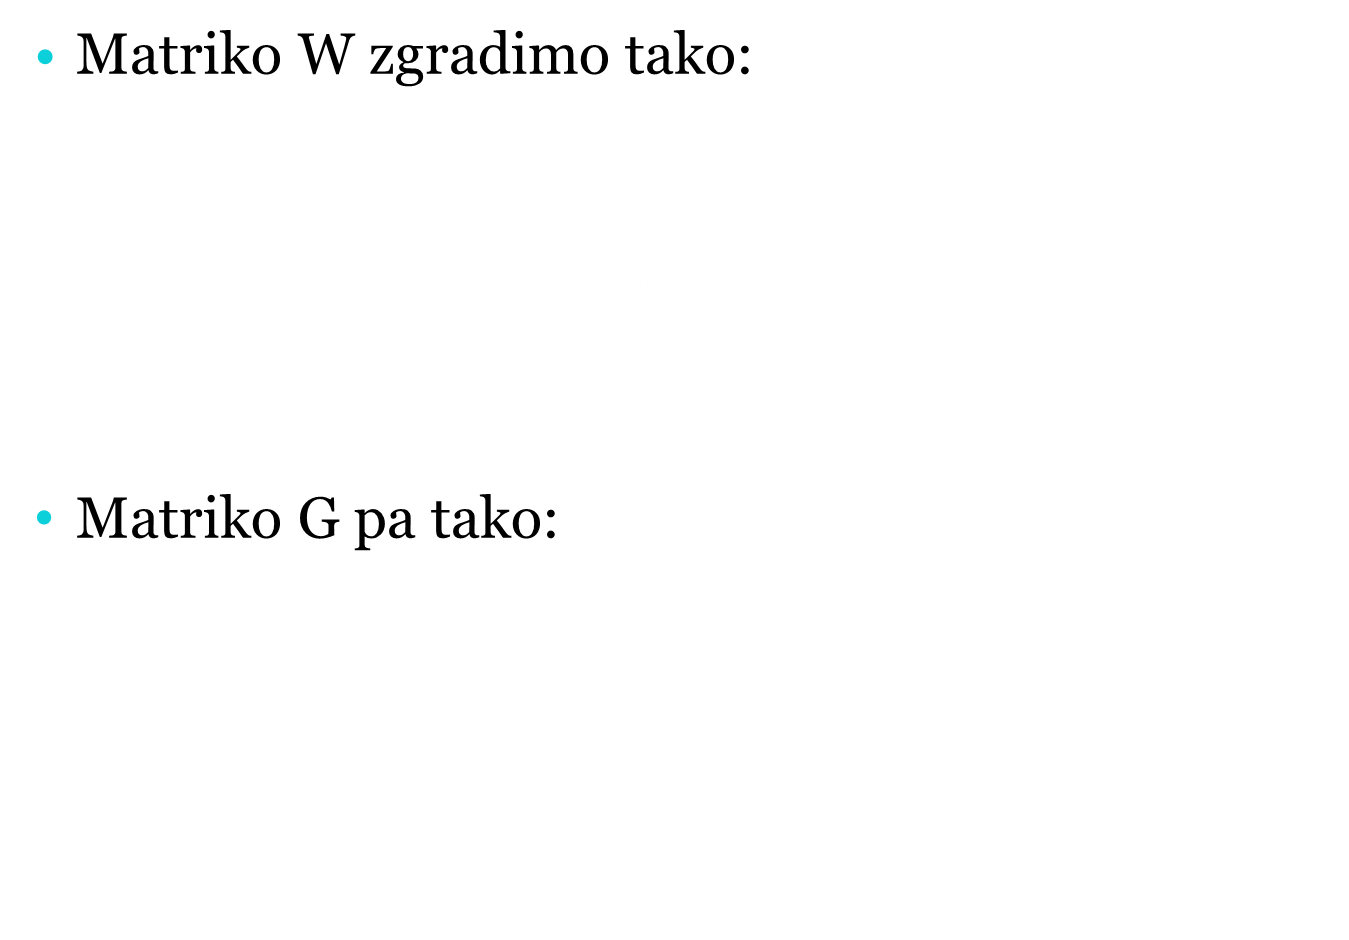 • Matriko W zgradimo tako:
• Matriko G pa tako: